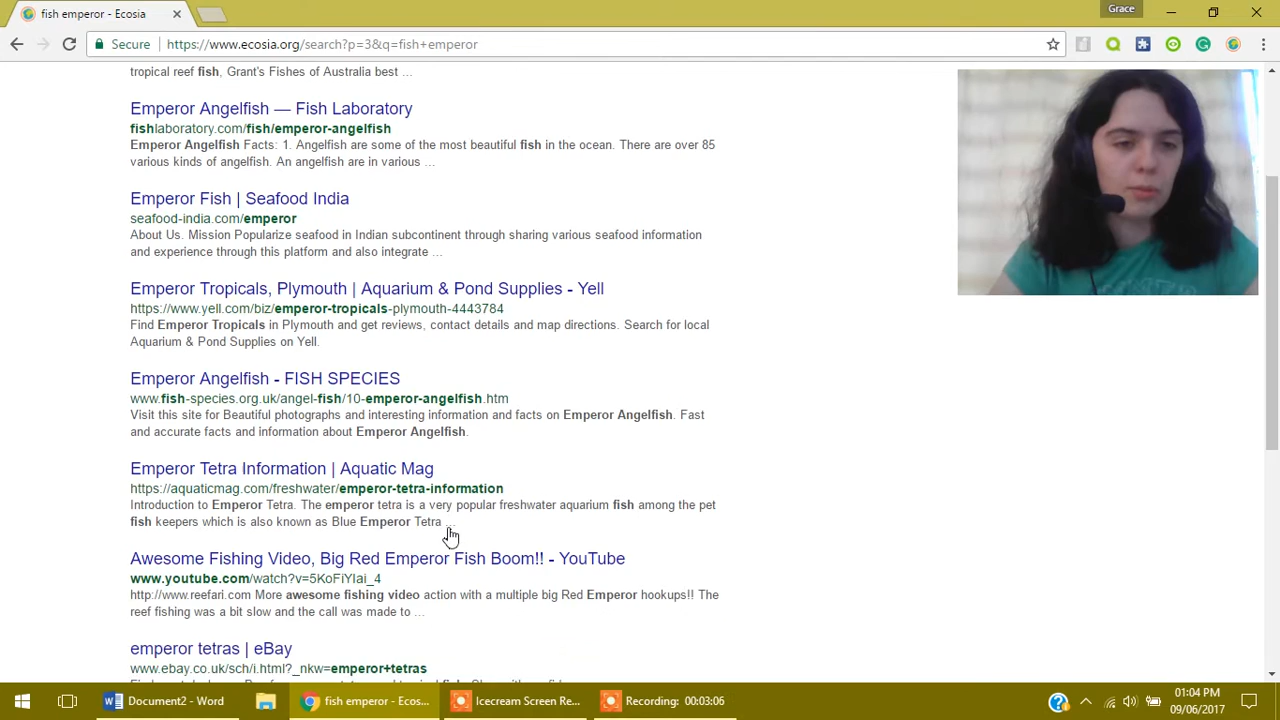 fish emperor - Ecosia
Grace
Secure
https://www.ecosia.org/search?p=3&q=fish+emperor
tropical reef fish, Grant's Fishes of Australia best ...
Emperor Angelfish — Fish Laboratory
fishlaboratory.com/fish/emperor-angelfish
Emperor Angelfish Facts: 1. Angelfish are some of the most beautiful fish in the ocean. There are over 85
various kinds of angelfish. An angelfish are in various ...
Emperor Fish | Seafood India
seafood-india.com/emperor
About Us. Mission Popularize seafood in Indian subcontinent through sharing various seafood information
and experience through this platform and also integrate ...
Emperor Tropicals, Plymouth | Aquarium & Pond Supplies - Yell
https://www.yell.com/biz/emperor-tropicals-plymouth-4443784
Find Emperor Tropicals in Plymouth and get reviews, contact details and map directions. Search for local
Aquarium & Pond Supplies on Yell.
Emperor Angelfish - FISH SPECIES
www.fish-species.org.uk/angel-fish/10-emperor-angelfish.htm
Visit this site for Beautiful photographs and interesting information and facts on Emperor Angelfish. Fast
and accurate facts and information about Emperor Angelfish.
Emperor Tetra Information | Aquatic Mag
https://aquaticmag.com/freshwater/emperor-tetra-information
Introduction to Emperor Tetra. The emperor tetra is a very popular freshwater aquarium fish among the pet
fish keepers which is also known as Blue Emperor Tetra ...
Awesome Fishing Video, Big Red Emperor Fish Boom!! - YouTube
www.youtube.com/watch?v=5KoFiYIai_4
http://www.reefari.com More awesome fishing video action with a multiple big Red Emperor hookups!! The
reef fishing was a bit slow and the call was made to ...
emperor tetras | eBay
www.ebay.co.uk/sch/i.html?_nkw=emperor+tetras
Document2 - Word
fish emperor - Ecos...
Icecream Screen Re...
Recording: 00:03:06
01:04 PM
09/06/2017